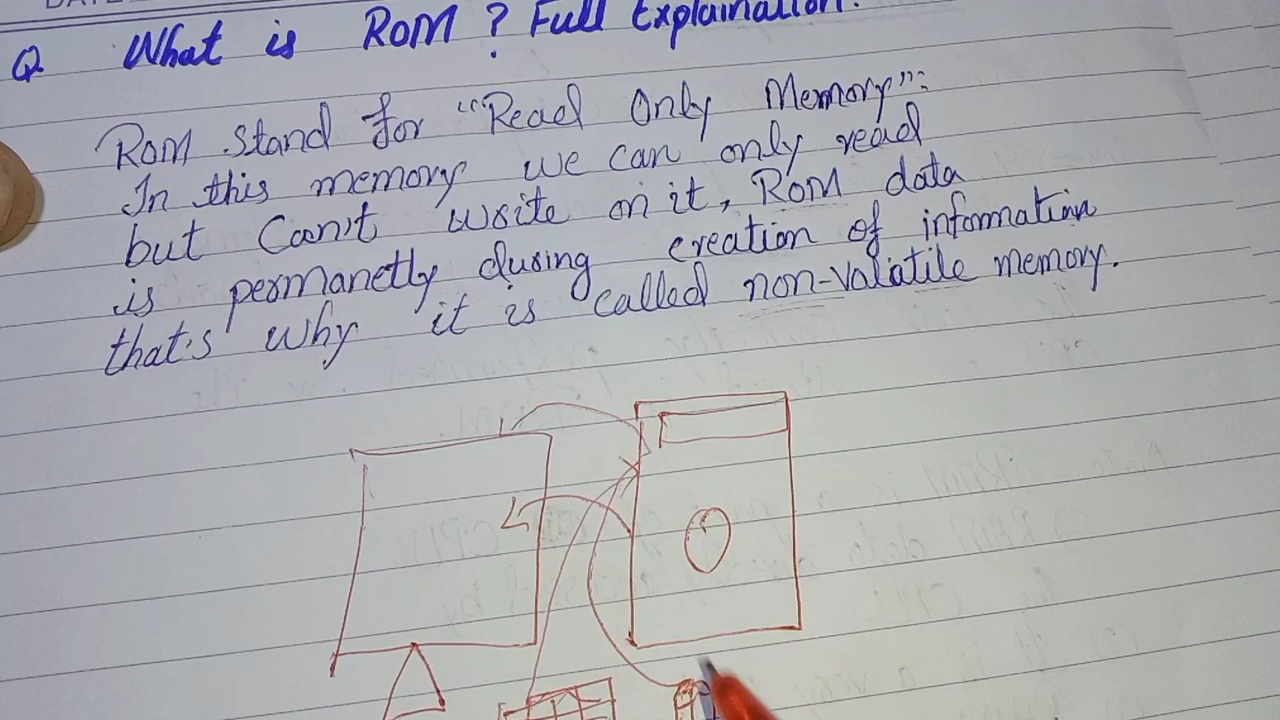 Q. What is ROM ? Full Explaination.
ROM stand for "Read Only Memory":
In this memory we can only read
but can't write on it, ROM data
is permanetly during creation of information
that's why it is called non-valatile memory.